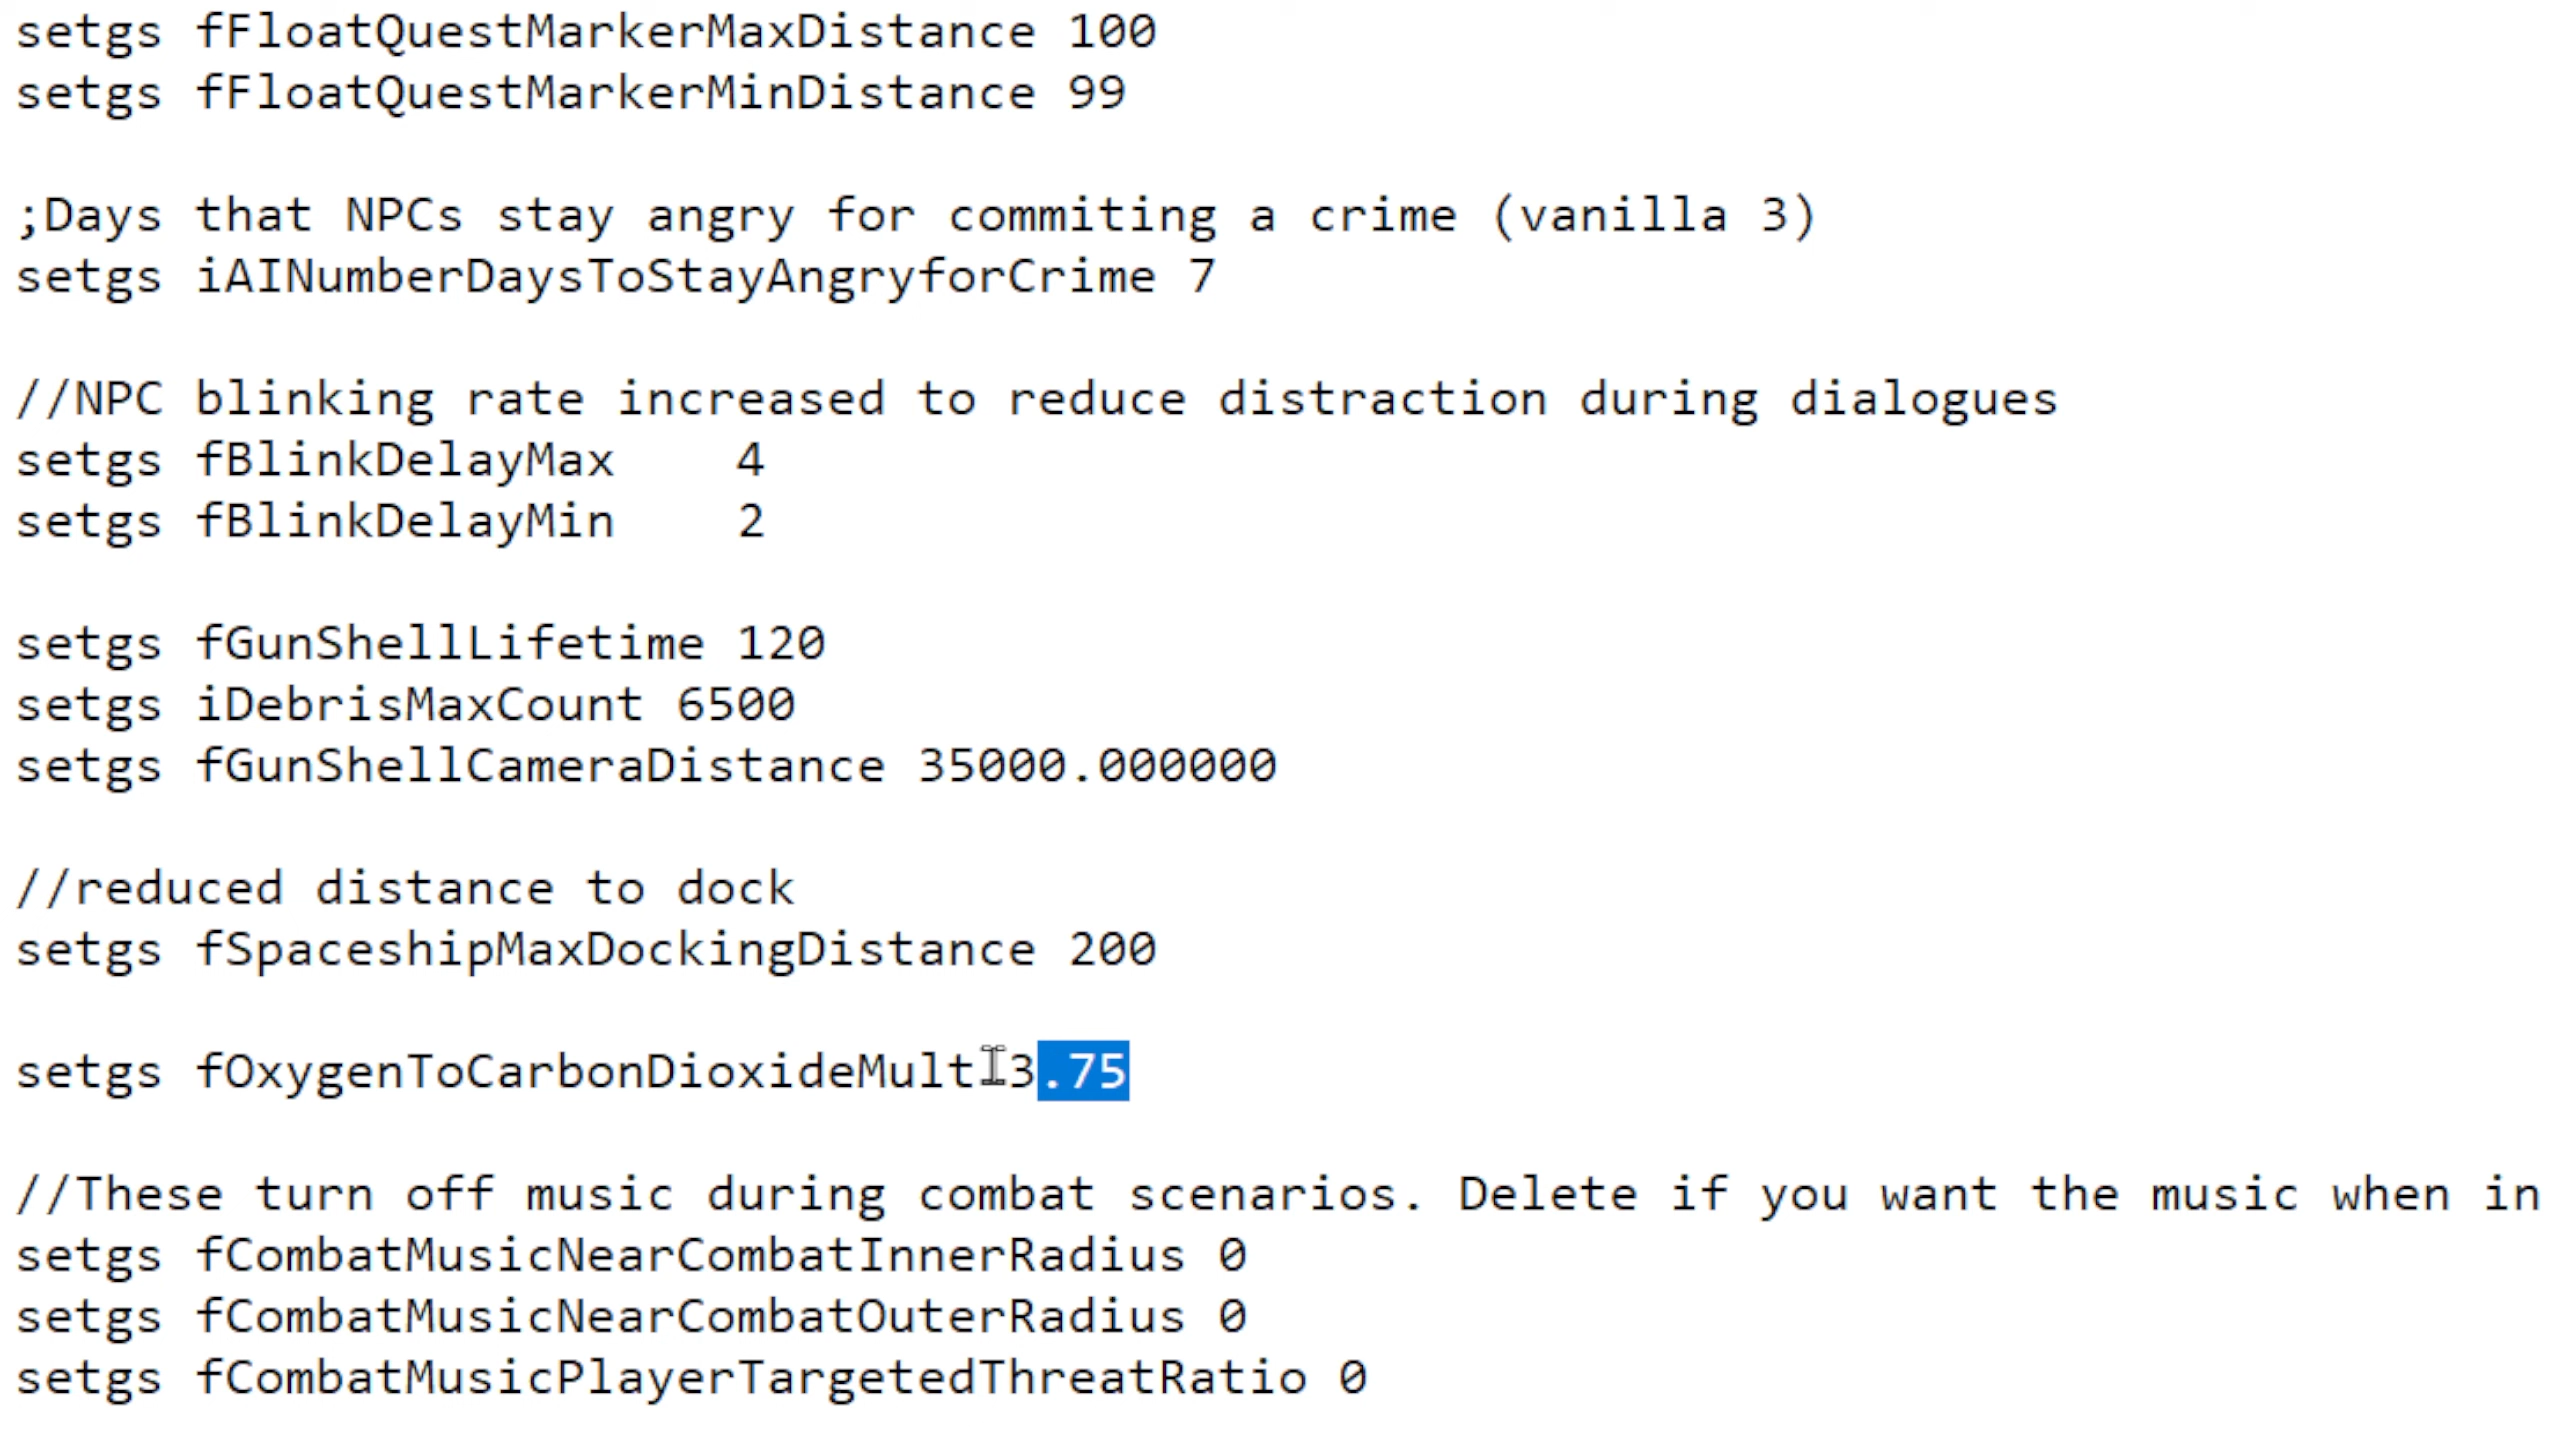 setgs fFloatQuestMarkerMaxDistance 100
setgs fFloatQuestMarkerMinDistance 99
;Days that NPCs stay angry for commiting a crime (vanilla 3)
setgs iAINumberDaysToStayAngryforCrime 7
//NPC blinking rate increased to reduce distraction during dialogues
setgs fBlinkDelayMax    4
setgs fBlinkDelayMin    2
setgs fGunShellLifetime 120
setgs iDebrisMaxCount 6500
setgs fGunShellCameraDistance 35000.000000
//reduced distance to dock
setgs fSpaceshipMaxDockingDistance 200
setgs fOxygenToCarbonDioxideMult 3.75
//These turn off music during combat scenarios. Delete if you want the music when in
setgs fCombatMusicNearCombatInnerRadius 0
setgs fCombatMusicNearCombatOuterRadius 0
setgs fCombatMusicPlayerTargetedThreatRatio 0